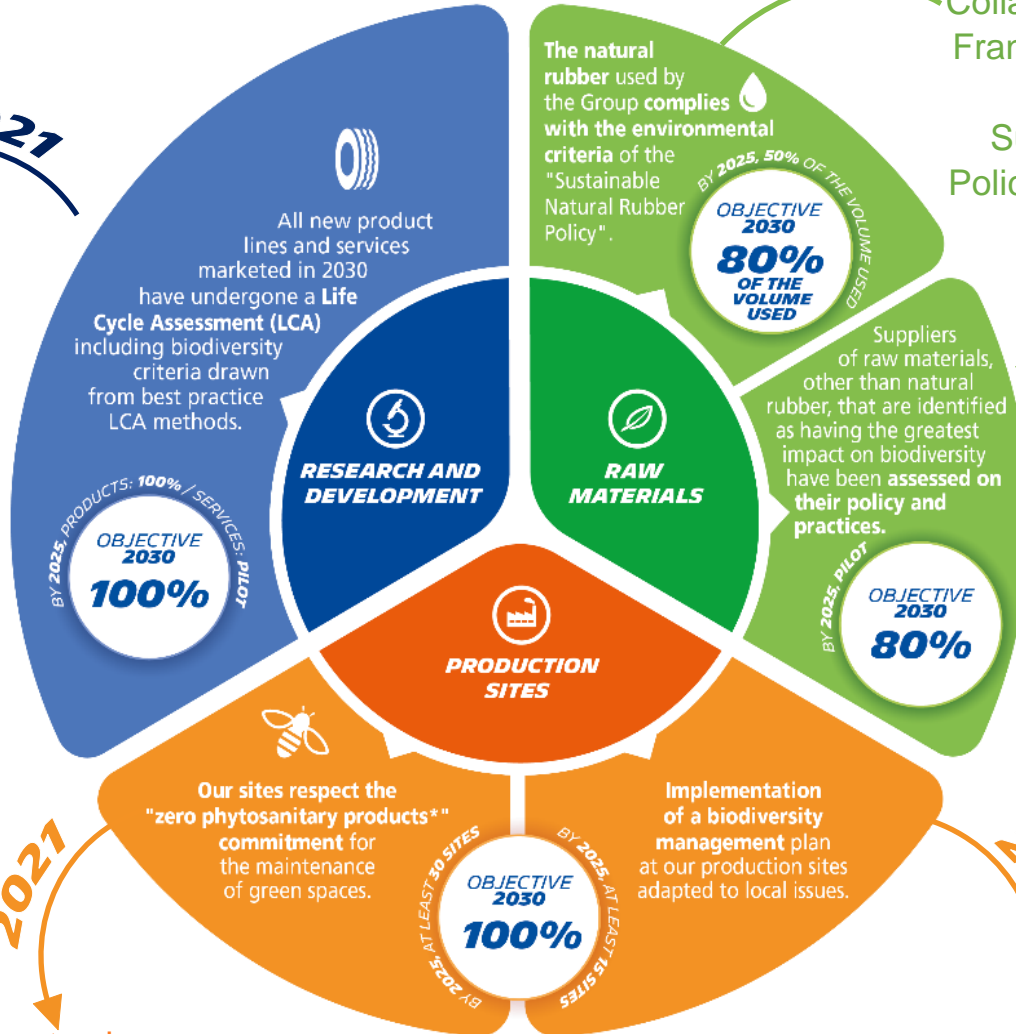 2021
All new product
lines and services
marketed in 2030
have undergone a Life
Cycle Assessment (LCA)
including biodiversity
criteria drawn
from best practice
LCA methods.
BY 2025, PRODUCTS: 100% / SERVICES: PILOT
OBJECTIVE
2030
100%
RESEARCH AND
DEVELOPMENT
The natural
rubber used by
the Group complies
with the environmental
criteria of the
"Sustainable
Natural Rubber
Policy".
BY 2025, 50% OF THE VOLUME USED
OBJECTIVE
2030
80%
OF THE
VOLUME
USED
RAW
MATERIALS
Suppliers
of raw materials,
other than natural
rubber, that are identified
as having the greatest
impact on biodiversity
have been assessed on
their policy and
practices.
BY 2025, PILOT
OBJECTIVE
2030
80%
PRODUCTION
SITES
Our sites respect the
"zero phytosanitary products*"
commitment for
the maintenance
of green spaces.
BY 2025, AT LEAST 30 SITES
OBJECTIVE
2030
100%
BY 2025, AT LEAST 15 SITES
Implementation
of a biodiversity
management plan
at our production sites
adapted to local issues.
2021